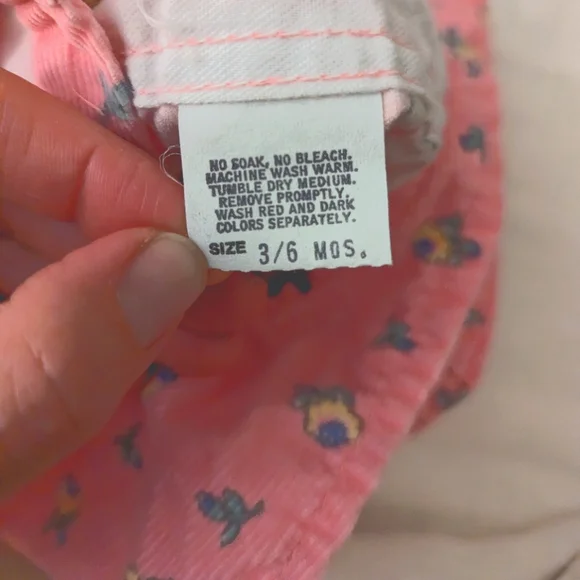 NO SOAK, NO BLEACH.
MACHINE WASH WARM.
TUMBLE DRY MEDIUM.
REMOVE PROMPTLY.
WASH RED AND DARK
COLORS SEPARATELY.
SIZE 3/6 MOS.